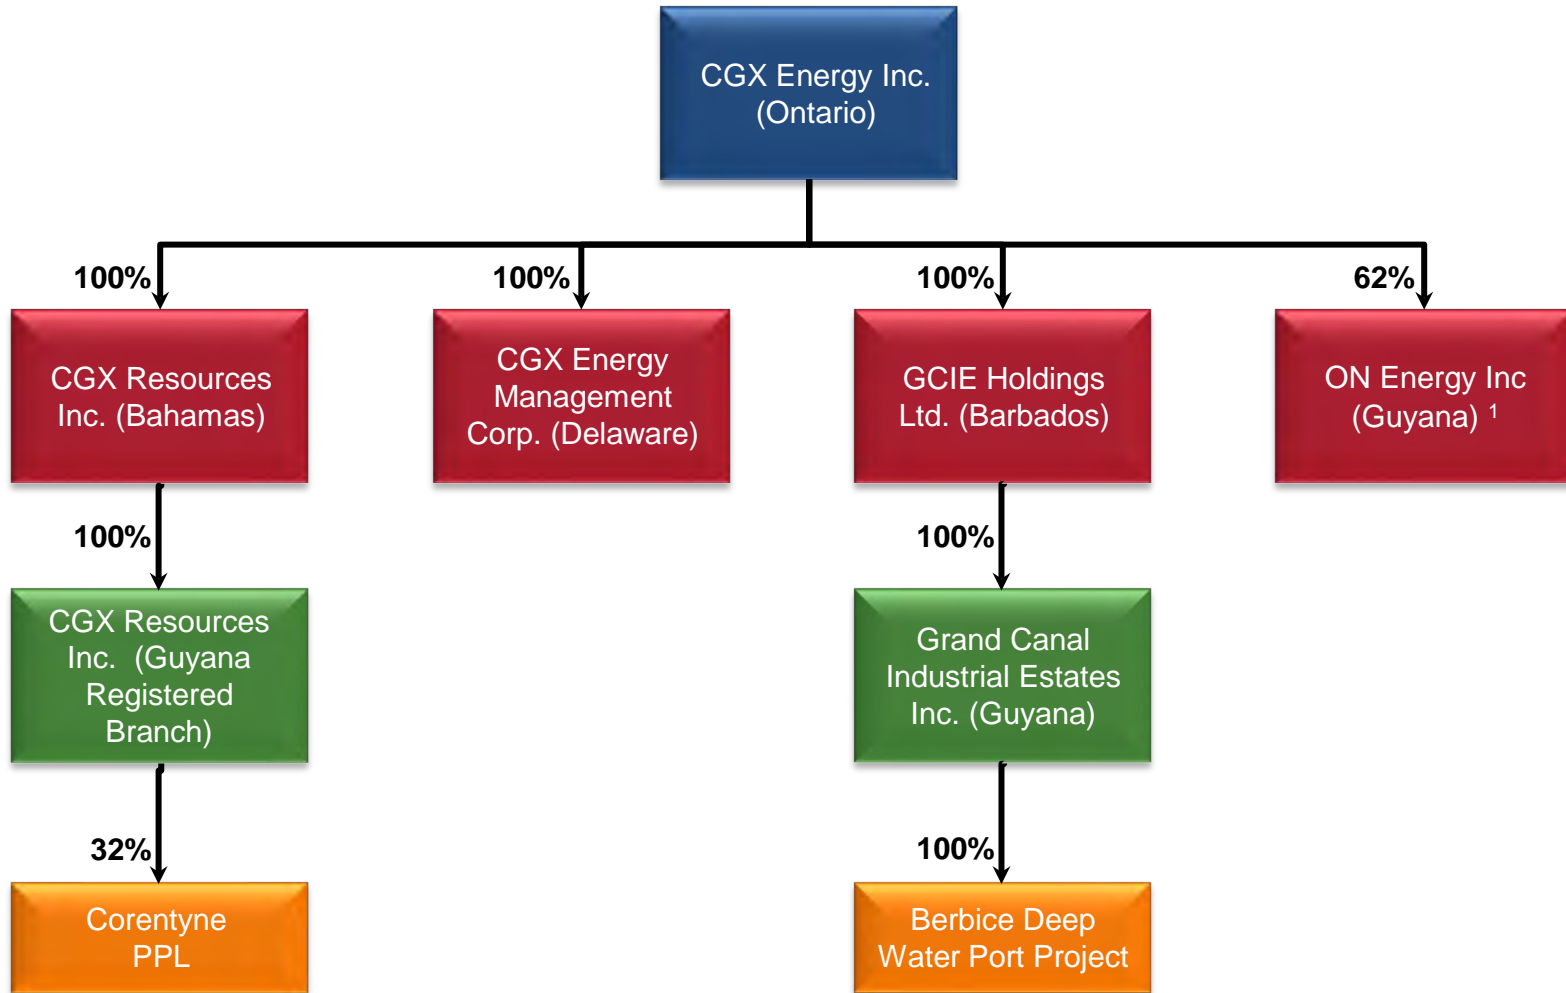 CGX Energy Inc.
(Ontario)
100%
100%
100%
62%
CGX Resources
Inc. (Bahamas)
CGX Energy
Management
Corp. (Delaware)
GCIE Holdings
Ltd. (Barbados)
ON Energy Inc
(Guyana) 1
100%
100%
CGX Resources
Inc. (Guyana
Registered
Branch)
Grand Canal
Industrial Estates
Inc. (Guyana)
32%
100%
Corentyne
PPL
Berbice Deep
Water Port Project